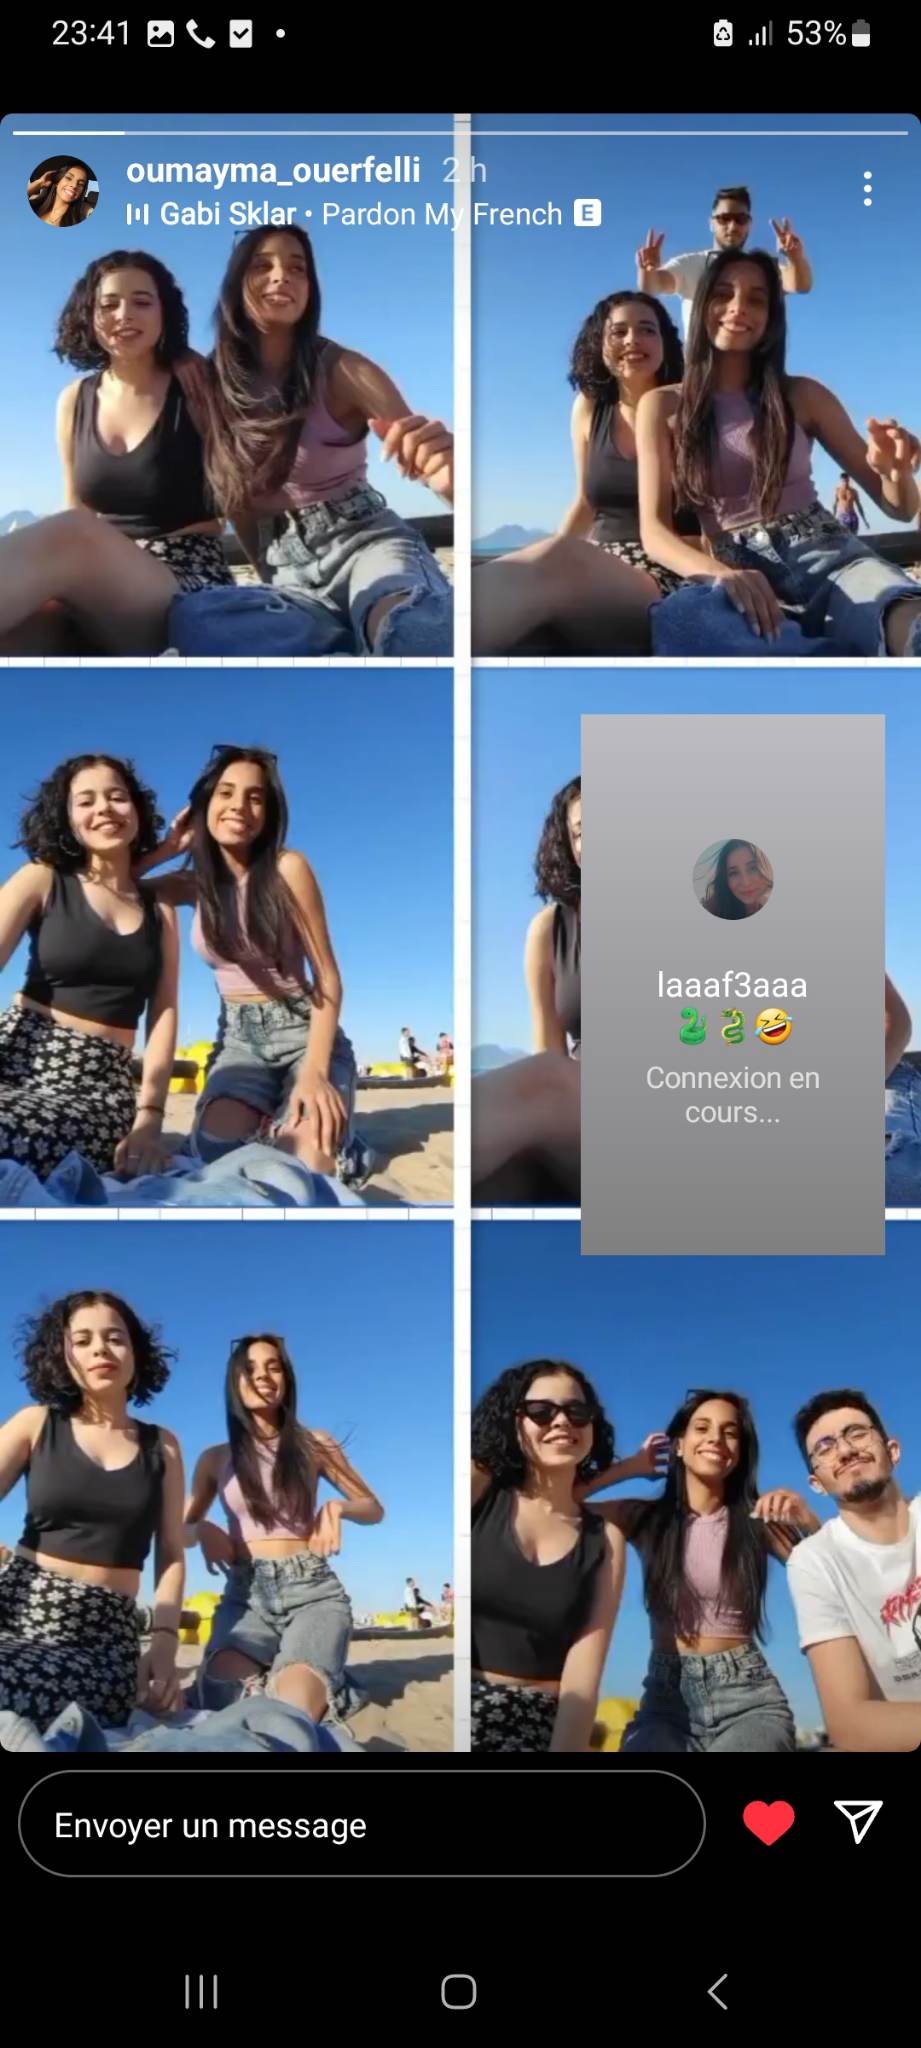 23:41
53%
oumayma_ouerfelli 2 h
Gabi Sklar • Pardon My French E
laaaf3aaa
🐍🐉🤣
Connexion en
cours...
Envoyer un message